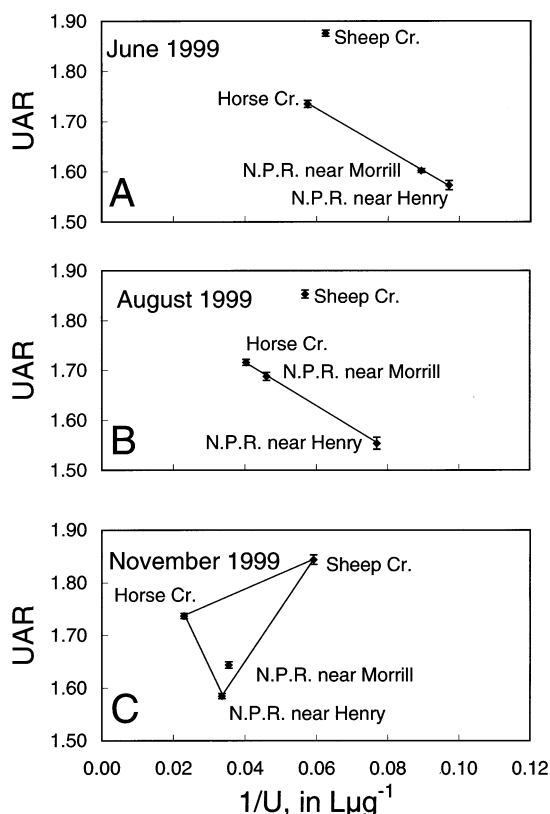 1.90
June 1999
Sheep Cr.
1.80
UAR
Horse Cr.
1.70
N.P.R. near Morrill
1.60
A
N.P.R. near Henry
1.50
1.90
August 1999
Sheep Cr.
1.80
UAR
Horse Cr.
1.70
N.P.R. near Morrill
1.60
B
N.P.R. near Henry
1.50
1.90
November 1999
Sheep Cr.
1.80
UAR
Horse Cr.
1.70
N.P.R. near Morrill
1.60
C
N.P.R. near Henry
1.50
0.00 0.02 0.04 0.06 0.08 0.10 0.12
1/U, in Lµg⁻¹